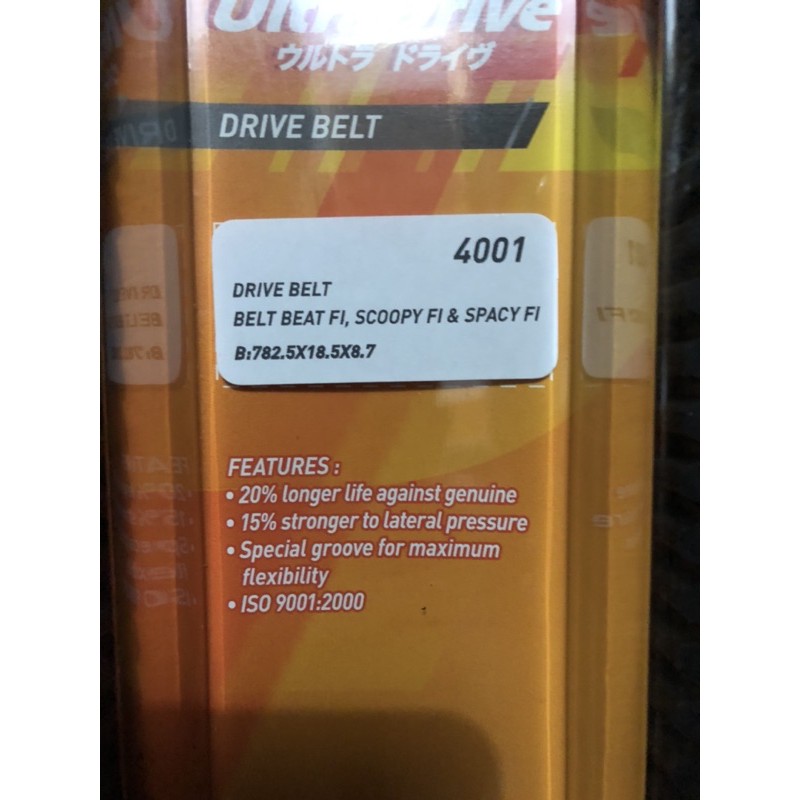 Ultra Drive
ウルトラ ドライヴ
DRIVE BELT
4001
DRIVE BELT
BELT BEAT FI, SCOOPY FI & SPACY FI
B:782.5X18.5X8.7
FEATURES :
• 20% longer life against genuine
• 15% stronger to lateral pressure
• Special groove for maximum
flexibility
• ISO 9001:2000